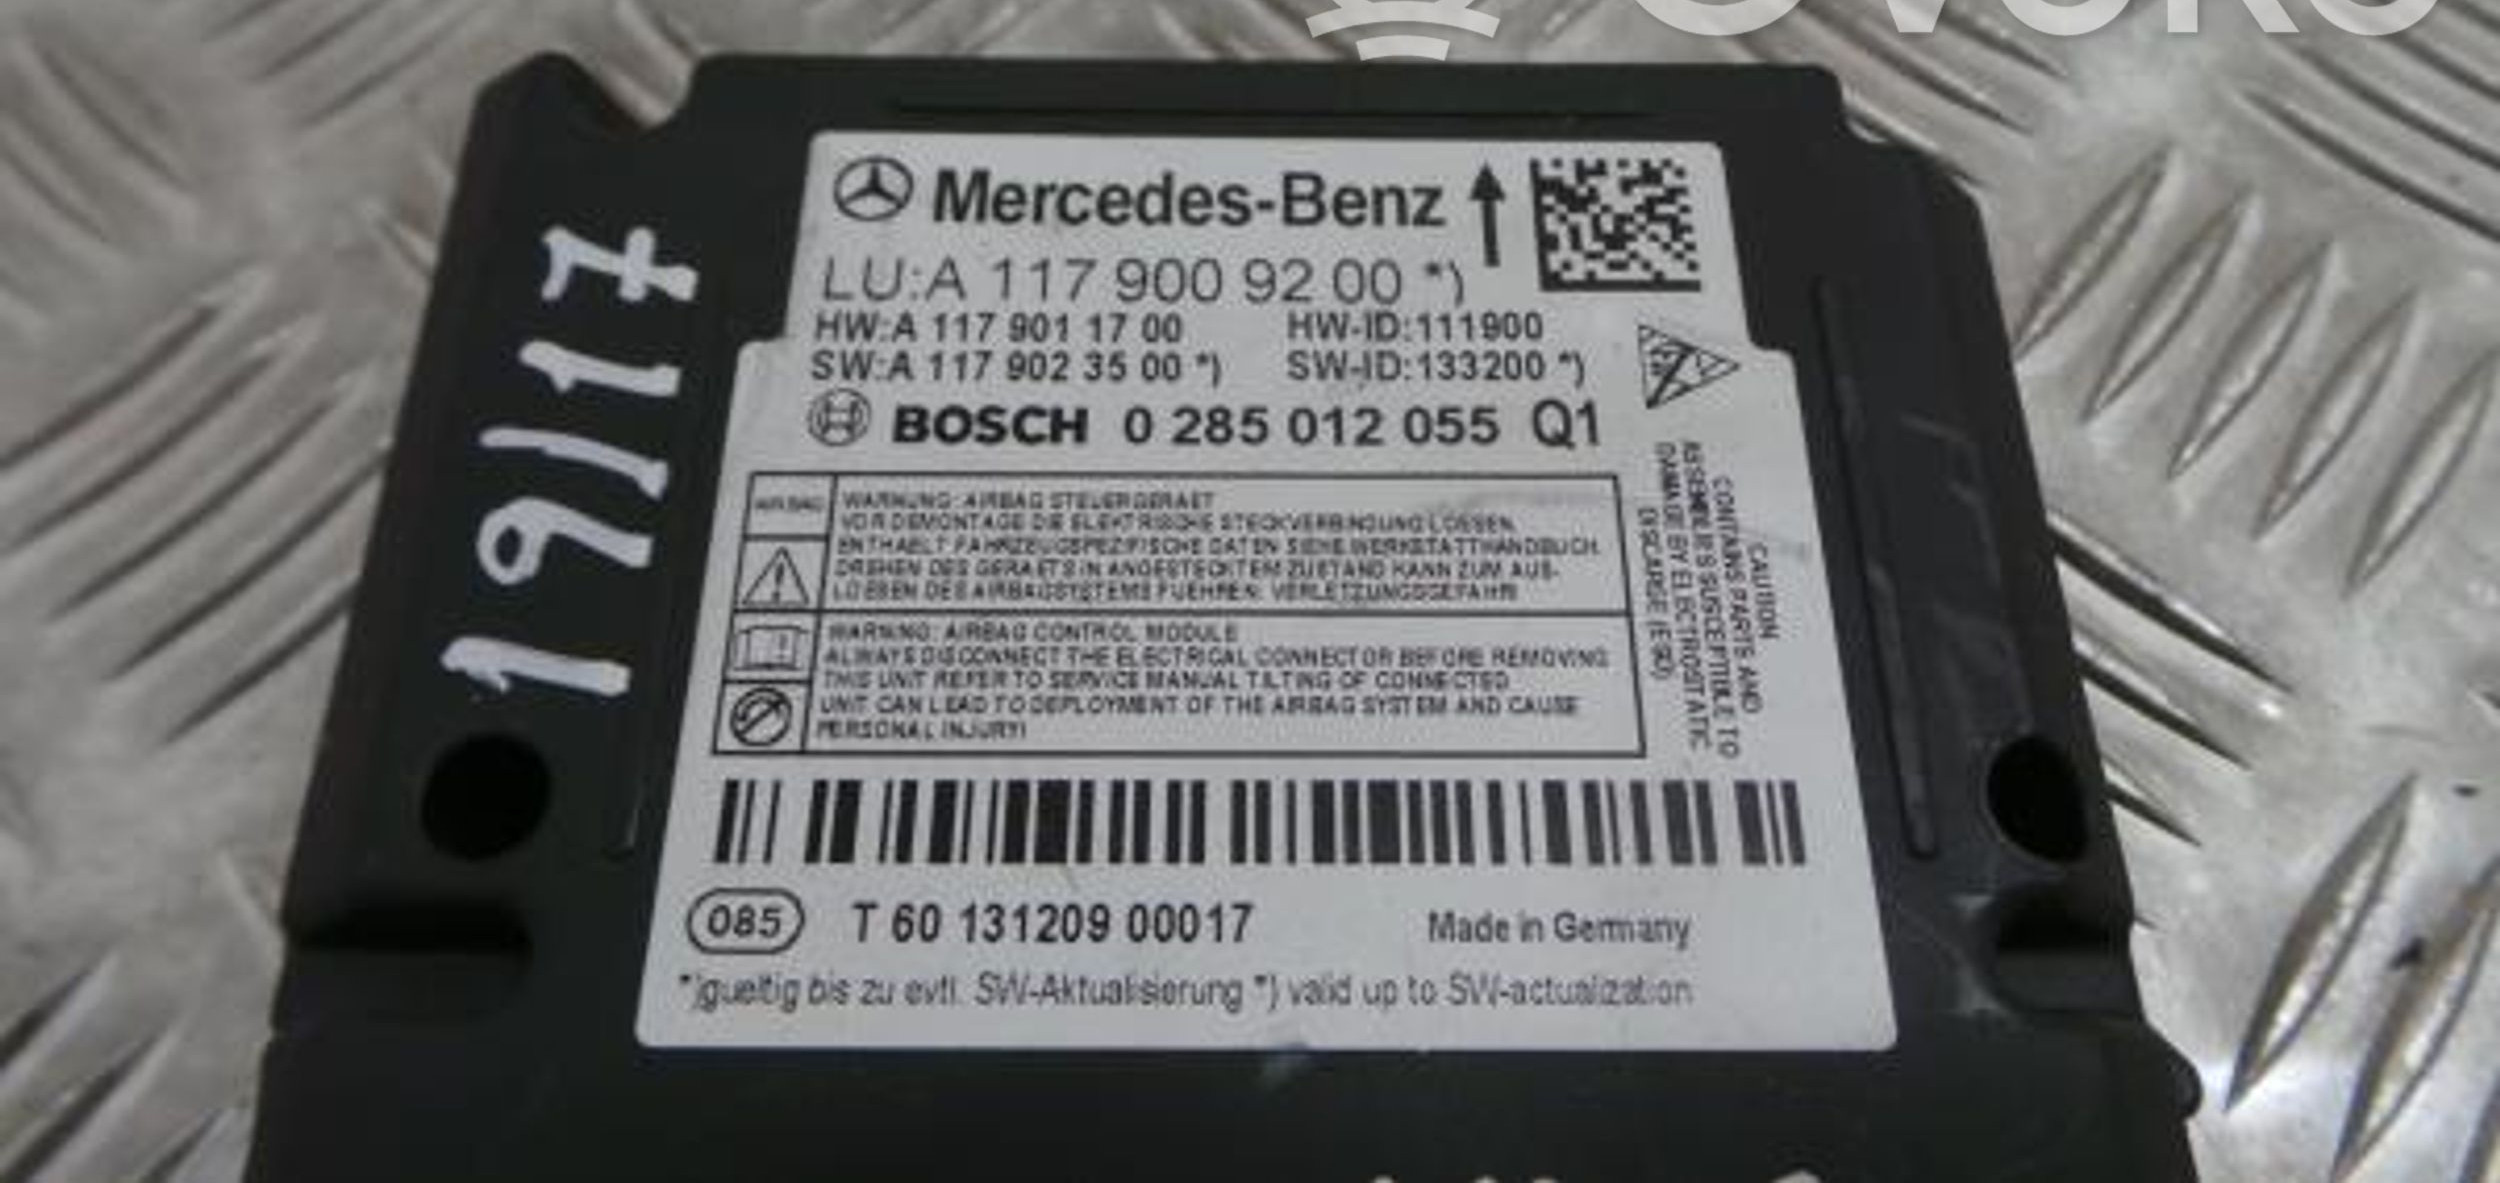 Mercedes-Benz
LU:A 117 900 92 00 *)
HW:A 117 901 17 00 HW-ID:111900
SW:A 117 902 35 00 *) SW-ID:133200 *)
BOSCH 0 285 012 055 Q1
AIRBAG
WARNUNG: AIRBAG STEUERGERAET
VOR DEMONTAGE DIE ELEKTRISCHE STECKVERBINDUNG LOESEN.
ENTHAELT FAHRZEUGSPEZIFISCHE DATEN SIEHE WERKSTATTHANDBUCH.
DREHEN DES GERAETS IN ANGESTECKTEM ZUSTAND KANN ZUM AUS-
LOESEN DES AIRBAGSYSTEMS FUEHREN: VERLETZUNGSGEFAHR!
WARNING: AIRBAG CONTROL MODULE
ALWAYS DISCONNECT THE ELECTRICAL CONNECTOR BEFORE REMOVING
THIS UNIT REFER TO SERVICE MANUAL TILTING OF CONNECTED
UNIT CAN LEAD TO DEPLOYMENT OF THE AIRBAG SYSTEM AND CAUSE
PERSONAL INJURY!
CAUTION
CONTAINS PARTS AND
ASSEMBLIES SUSCEPTIBLE TO
DAMAGE BY ELECTROSTATIC
DISCARGE (ESD)
085 T 60 131209 00017 Made in Germany
*)gueltig bis zu evtl. SW-Aktualisierung *) valid up to SW-actualization
19117